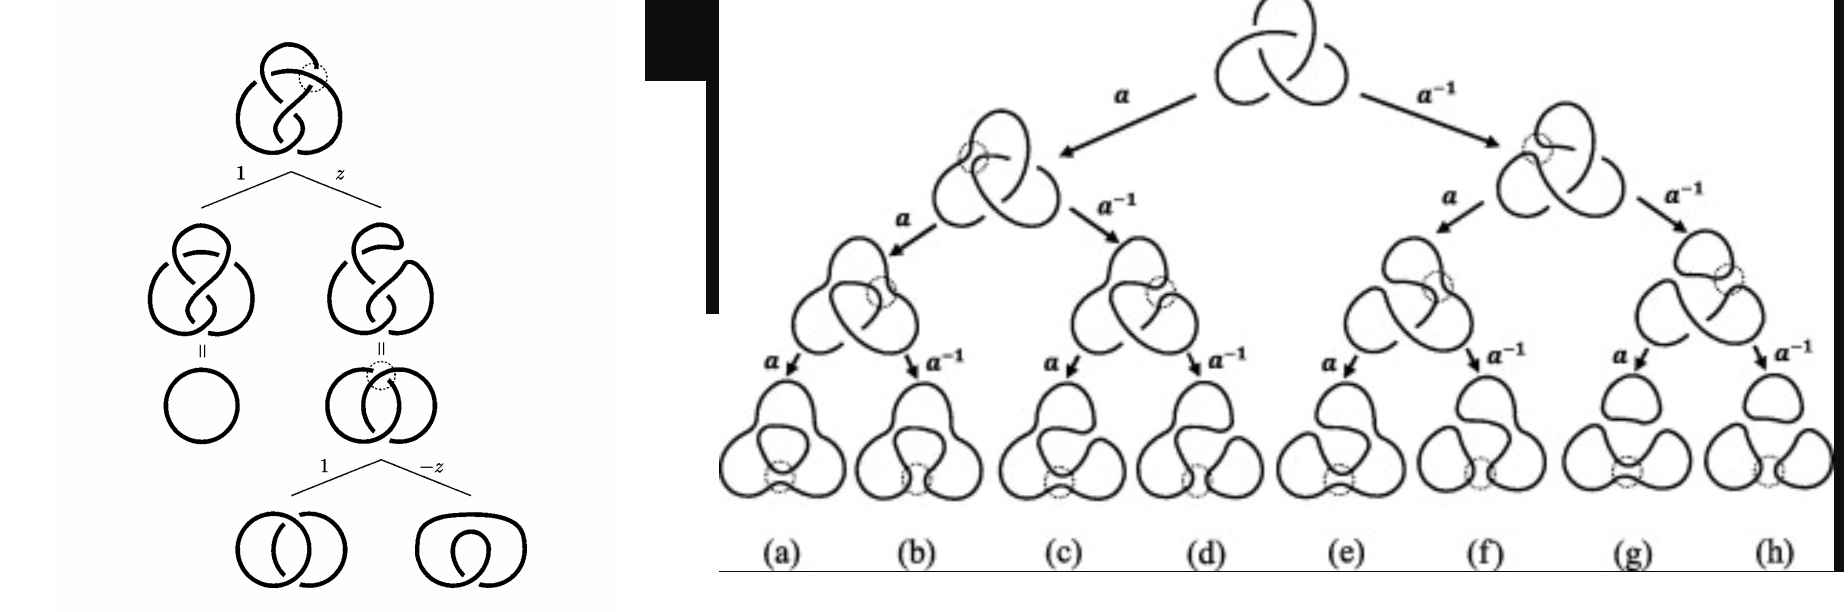 1 z
=
=
1 −z
a a⁻¹
a a⁻¹ a a⁻¹
a a⁻¹ a a⁻¹ a a⁻¹ a a⁻¹
(a) (b) (c) (d) (e) (f) (g) (h)